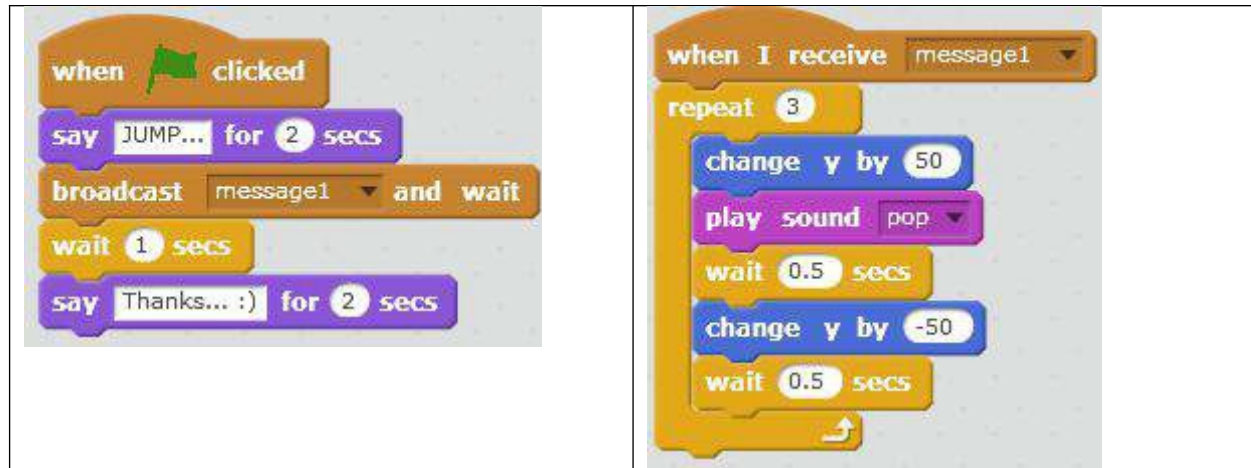 when clicked
say JUMP... for 2 secs
broadcast message1 and wait
wait 1 secs
say Thanks... :) for 2 secs
when I receive message1
repeat 3
change y by 50
play sound pop
wait 0.5 secs
change y by -50
wait 0.5 secs